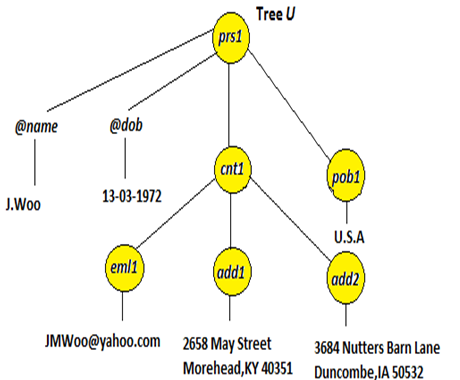 Tree U
prs1
@name
@dob
J.Woo
13-03-1972
cnt1
pob1
U.S.A
eml1
add1
add2
JMWoo@yahoo.com
2658 May Street
Morehead,KY 40351
3684 Nutters Barn Lane
Duncombe,IA 50532